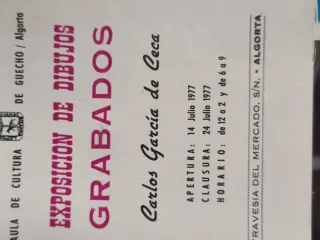 AULA DE CULTURA DE GUECHO / Algorta
EXPOSICION DE DIBUJOS
GRABADOS
Carlos García de Ceca
APERTURA: 14 Julio 1977
CLAUSURA: 24 Julio 1977
HORARIO: de 12 a 2 y de 6 a 9
TRAVESIA DEL MERCADO, S/N. - ALGORTA